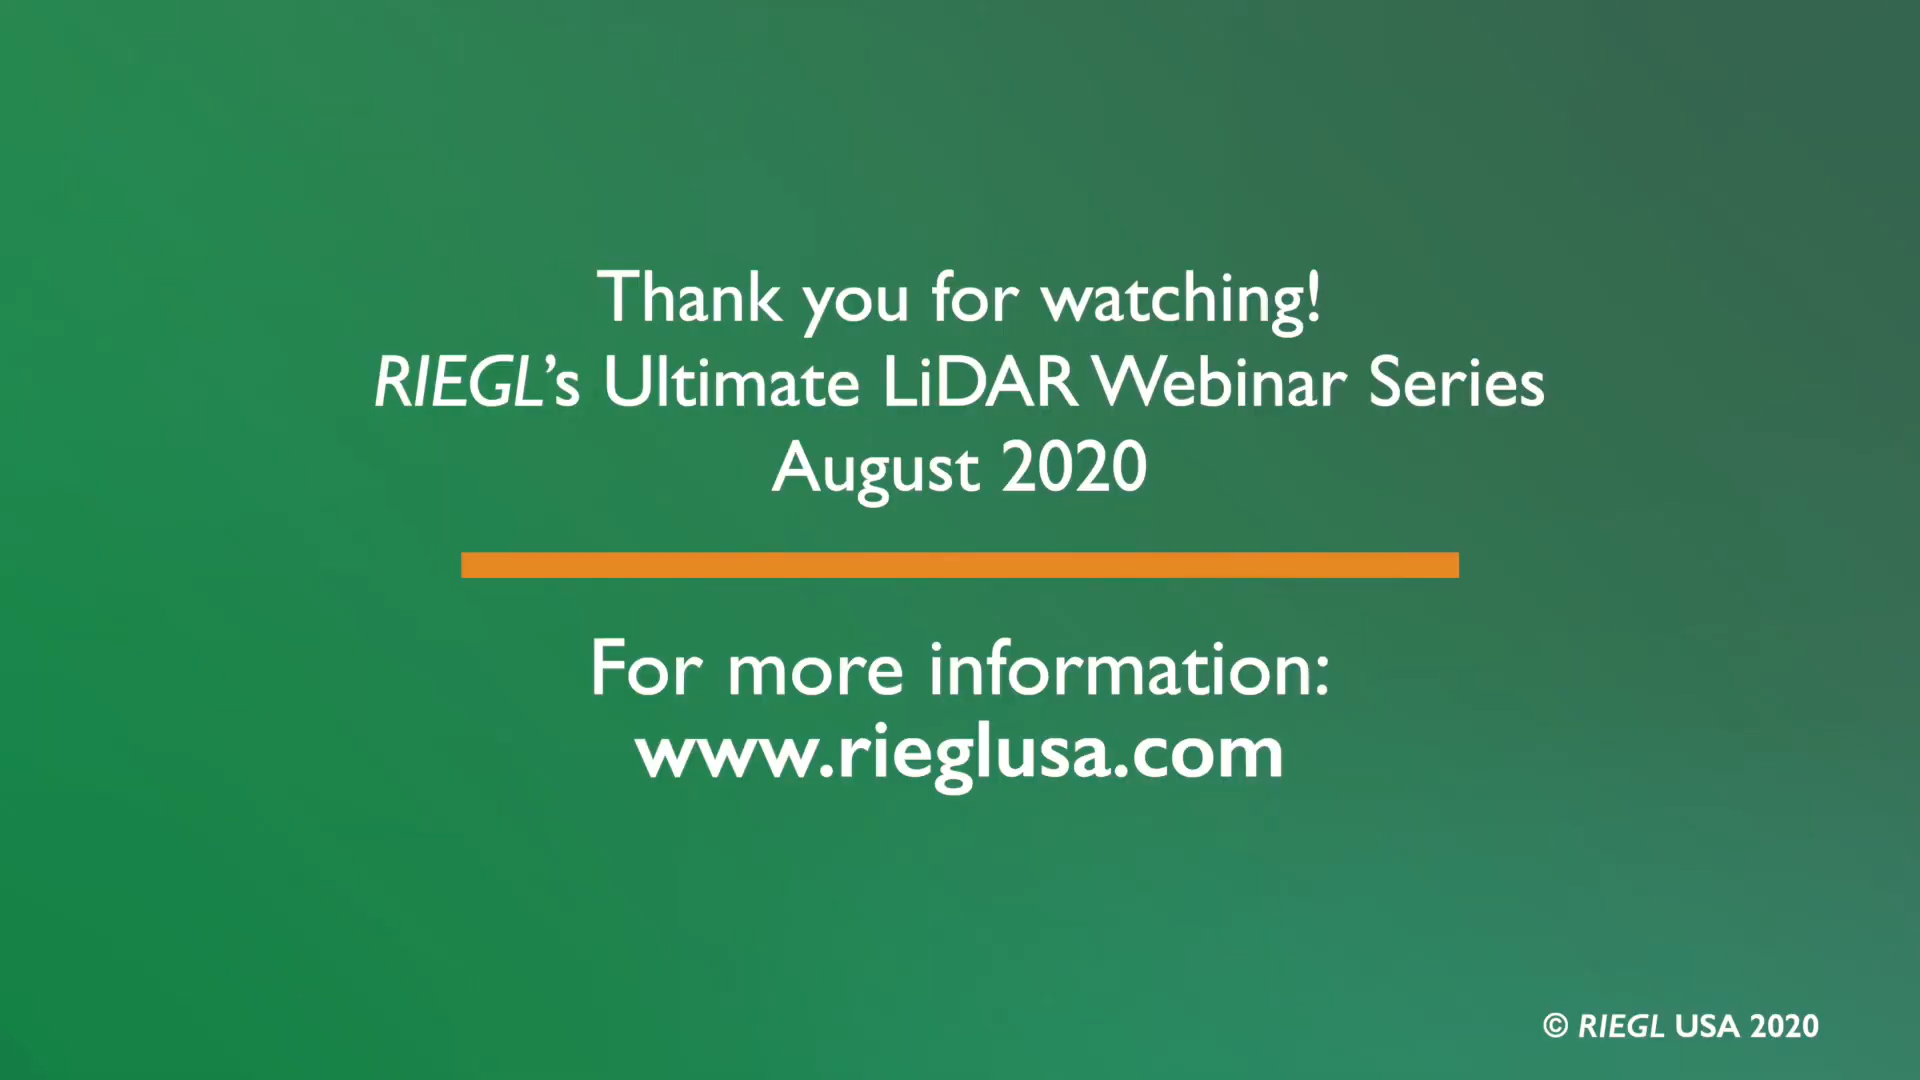 Thank you for watching!
RIEGL’s Ultimate LiDAR Webinar Series
August 2020
For more information:
www.rieglusa.com
© RIEGL USA 2020